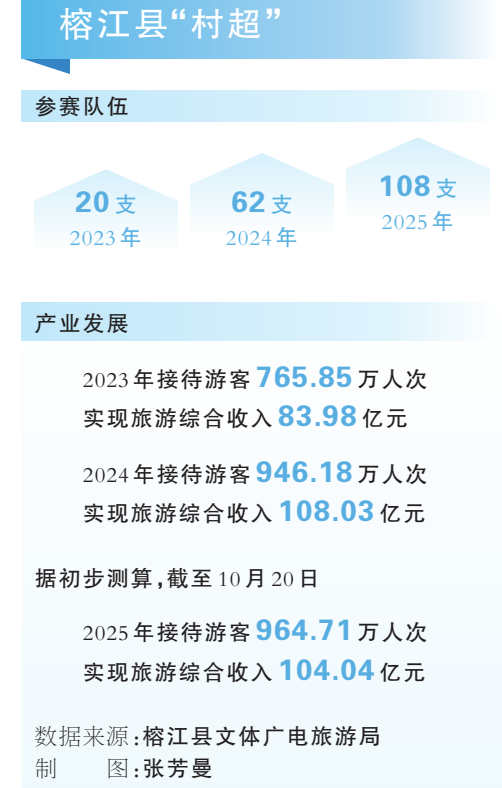 榕江县“村超”
参赛队伍
20支 62支 108支
2023年 2024年 2025年
产业发展
2023年接待游客765.85万人次
实现旅游综合收入83.98亿元
2024年接待游客946.18万人次
实现旅游综合收入108.03亿元
据初步测算,截至10月20日
2025年接待游客964.71万人次
实现旅游综合收入104.04亿元
数据来源:榕江县文体广电旅游局
制 图:张芳曼